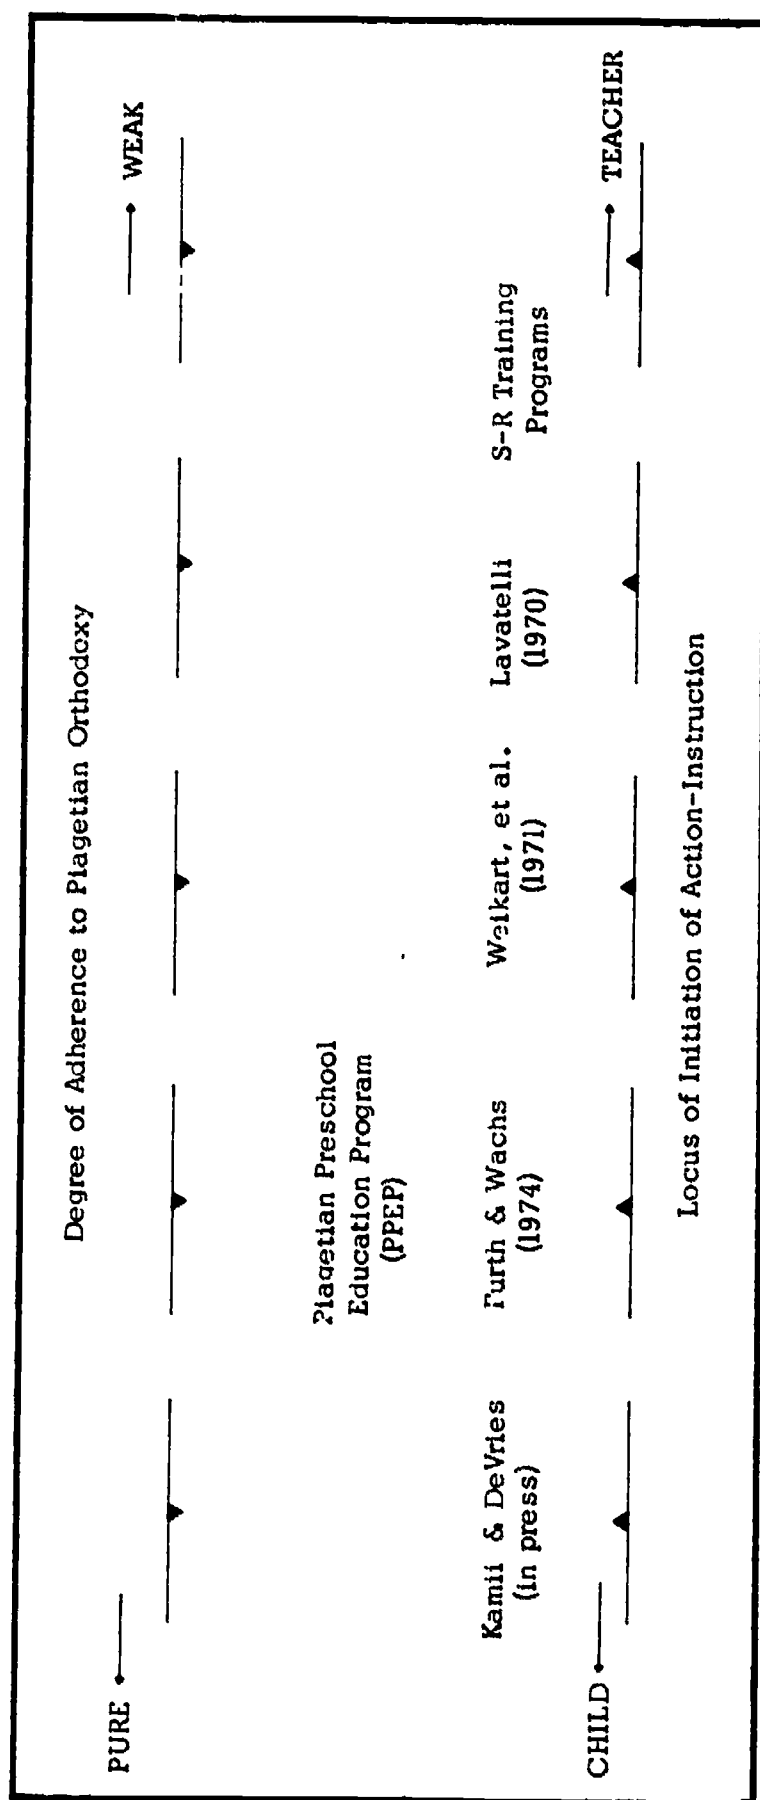 Degree of Adherence to Piagetian Orthodoxy
PURE
WEAK
Piagetian Preschool
Education Program
(PPEP)
Kamii & DeVries
(in press)
Furth & Wachs
(1974)
Weikart, et al.
(1971)
Lavatelli
(1970)
S-R Training
Programs
CHILD
TEACHER
Locus of Initiation of Action-Instruction